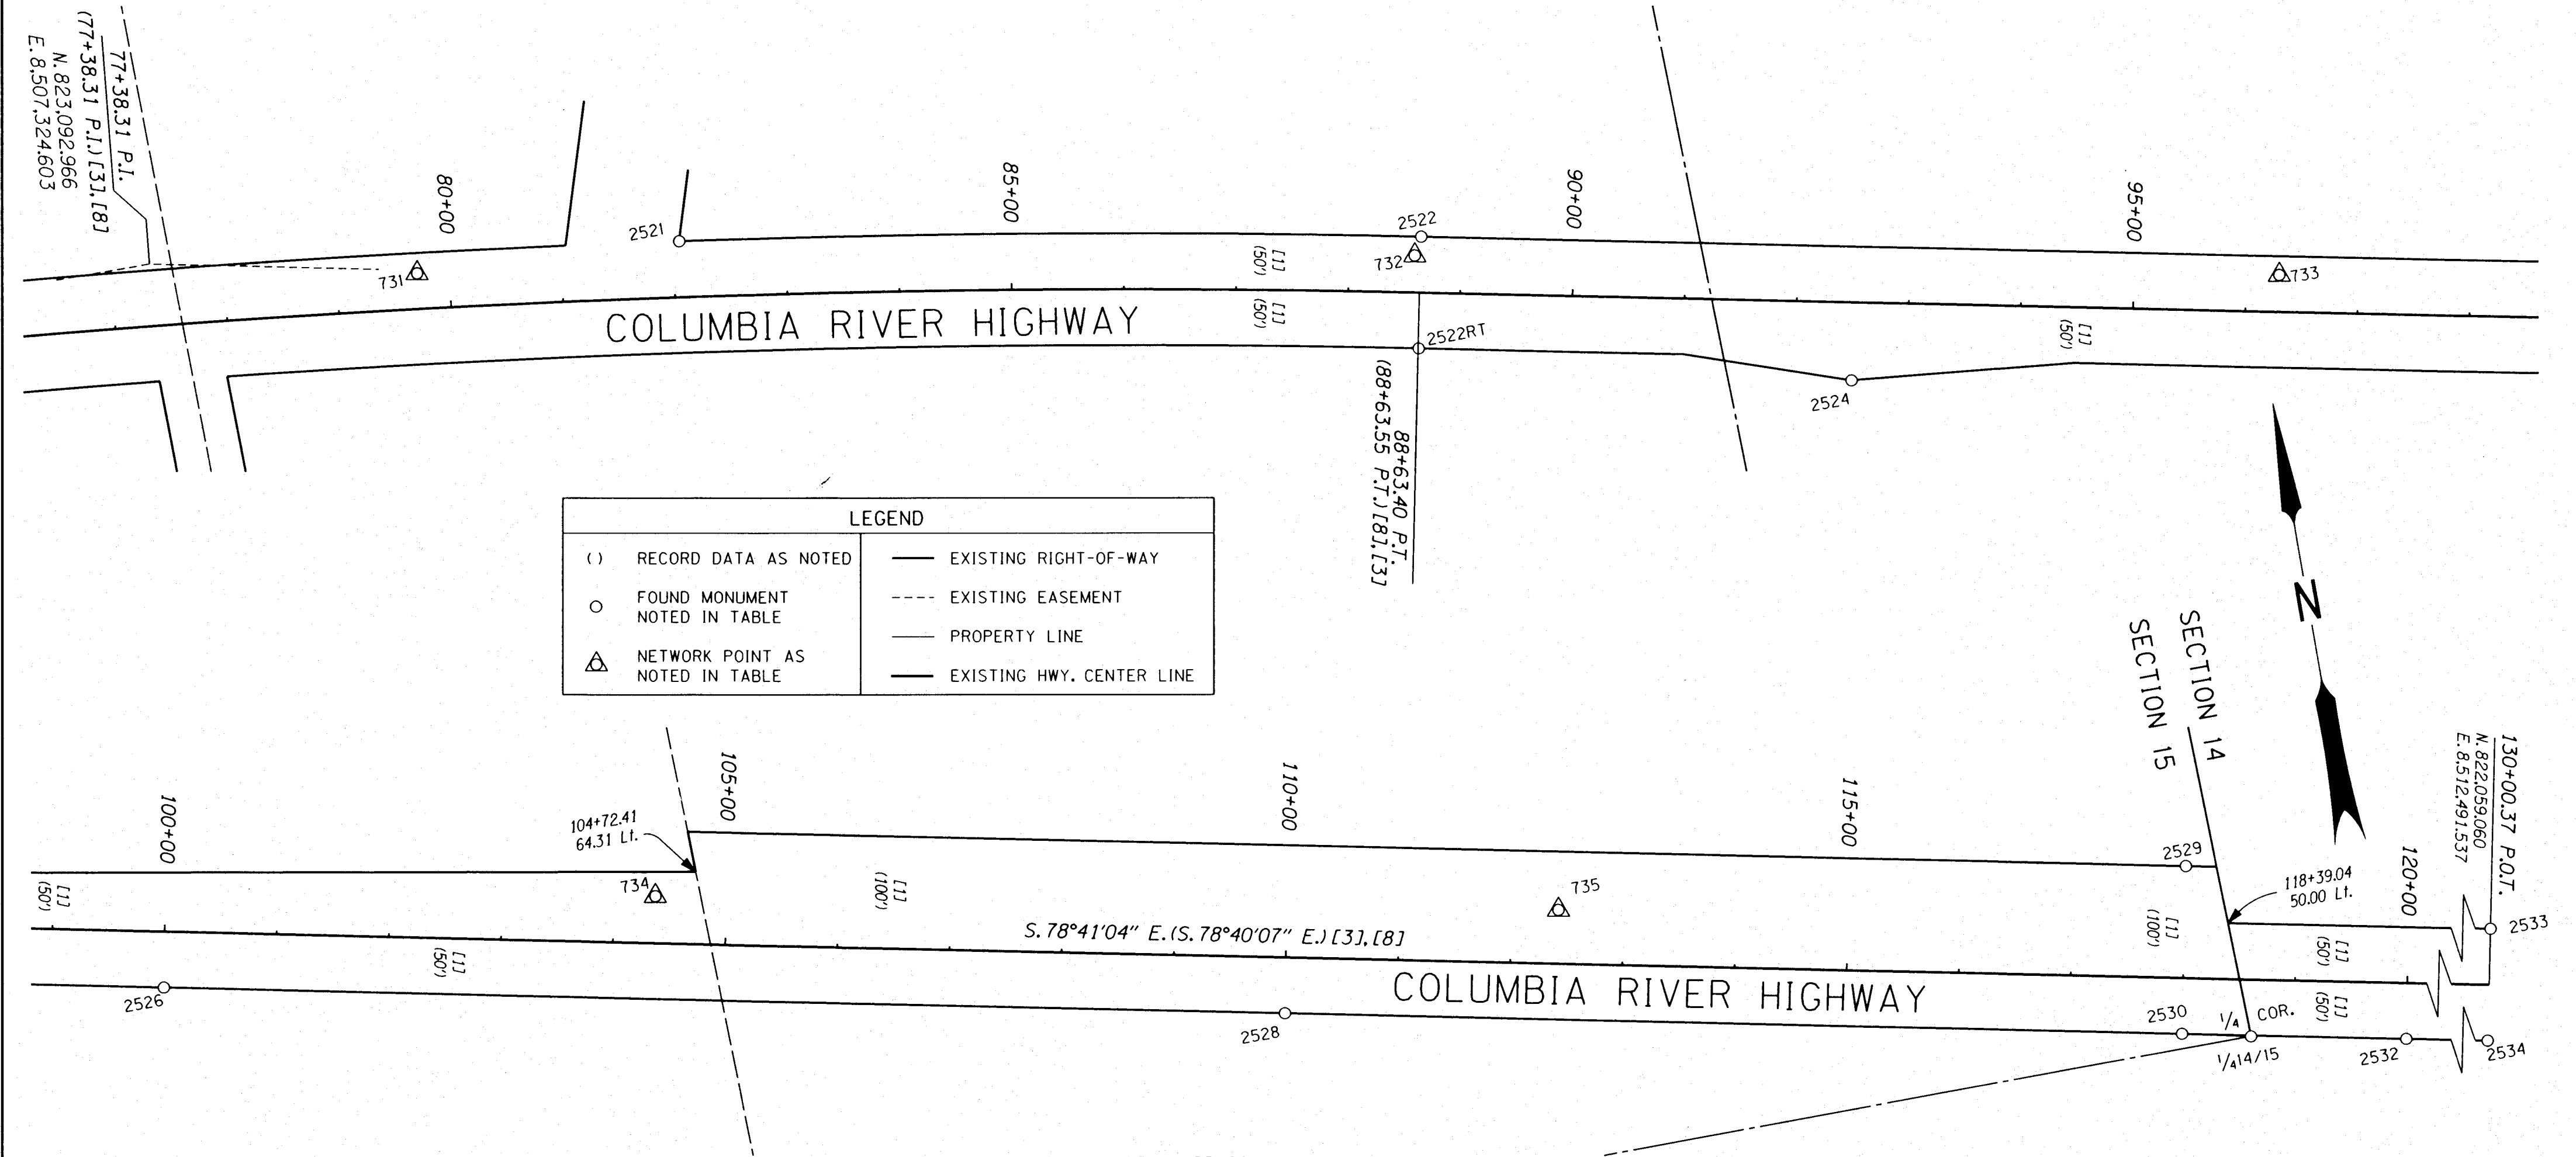 77+38.31 P.I.
(77+38.31 P.I.) [3],[8]
N. 823,092.966
E. 8,507,324.603
80+00
85+00
90+00
95+00
2521
2522
731
732
733
[1]
(50')
[1]
(50')
[1]
(50')
COLUMBIA RIVER HIGHWAY
2522RT
2524
88+63.40 P.T.
(88+63.55 P.T.) [8],[3]
LEGEND
() RECORD DATA AS NOTED
FOUND MONUMENT
NOTED IN TABLE
NETWORK POINT AS
NOTED IN TABLE
EXISTING RIGHT-OF-WAY
EXISTING EASEMENT
PROPERTY LINE
EXISTING HWY. CENTER LINE
N
SECTION 14
SECTION 15
130+00.37 P.O.T.
N. 822,059.060
E. 8,512,491.537
100+00
105+00
110+00
115+00
120+00
104+72.41
64.31 Lt.
734
735
2529
118+39.04
50.00 Lt.
2533
[1]
(50')
[1]
(100')
[1]
(100')
[1]
(50')
[1]
(50')
[1]
(50')
S. 78°41'04" E. (S. 78°40'07" E.) [3],[8]
COLUMBIA RIVER HIGHWAY
2526
2528
2530
1/4 COR.
1/4 14/15
2532
2534